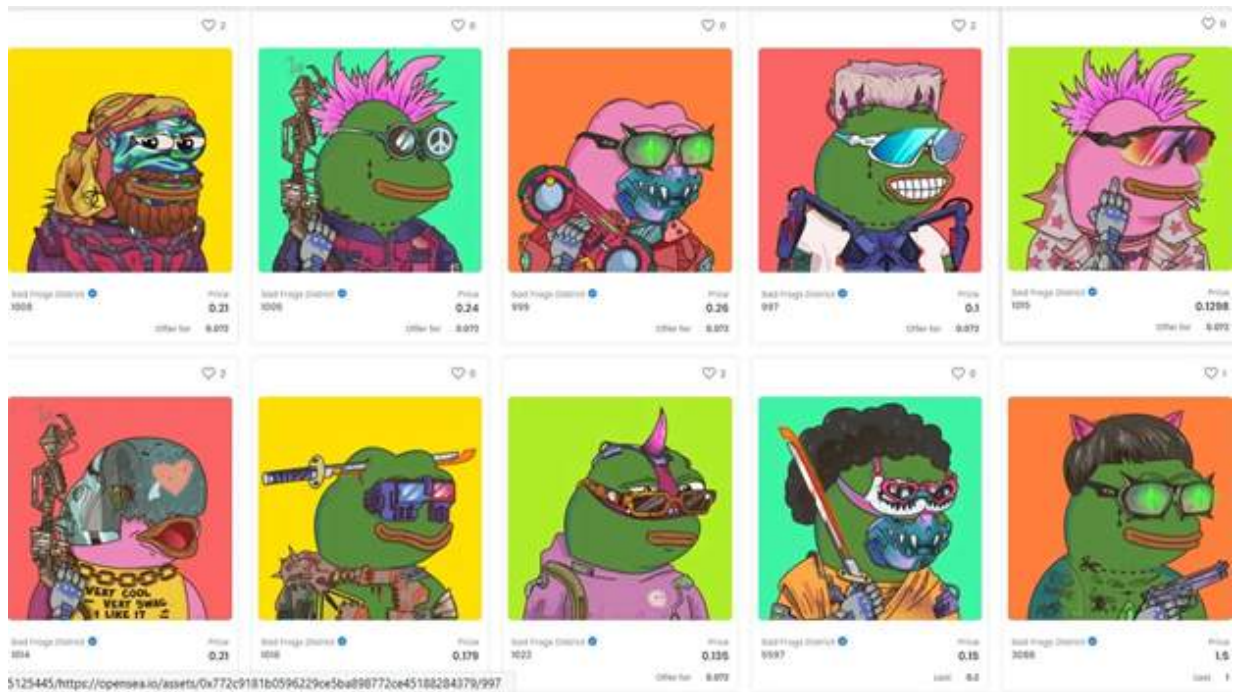 2
0
0
2
0
Sad Frogs District Price
1008 0.21
Offer for 0.072
Sad Frogs District Price
1006 0.24
Offer for 0.072
Sad Frogs District Price
999 0.26
Offer for 0.072
Sad Frogs District Price
997 0.1
Offer for 0.072
Sad Frogs District Price
1015 0.1298
Offer for 0.072
2
0
2
0
1
VERY COOL
VERY SWAG
I LIKE IT
Sad Frogs District Price
1014 0.21
Sad Frogs District Price
1018 0.179
Sad Frogs District Price
1022 0.135
Offer for 0.072
Sad Frogs District Price
5597 0.15
Last 0.2
Sad Frogs District Price
3088 1.5
Last 1
5125445/https://opensea.io/assets/0x772c9181b0596229ce5ba898772ce45188284379/997